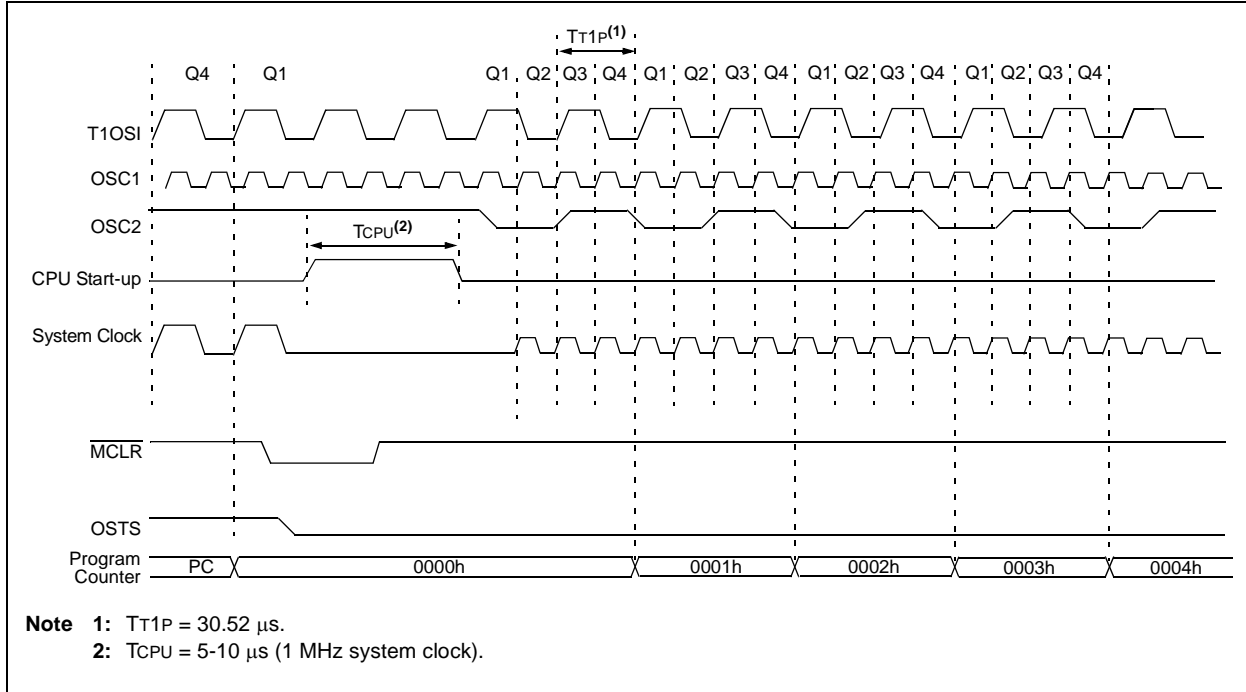 TT1P(1)
Q4 Q1 Q1 Q2 Q3 Q4 Q1 Q2 Q3 Q4 Q1 Q2 Q3 Q4 Q1 Q2 Q3 Q4
T1OSI
OSC1
OSC2
TCPU(2)
CPU Start-up
System Clock
MCLR
OSTS
Program
Counter
PC 0000h 0001h 0002h 0003h 0004h
Note 1: TT1P = 30.52 μs.
2: TCPU = 5-10 μs (1 MHz system clock).